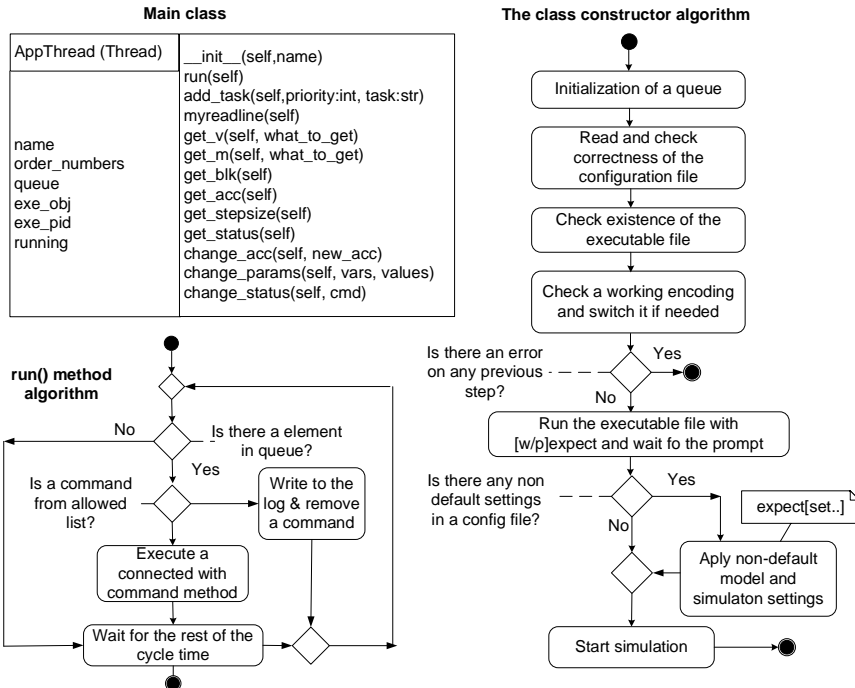 Main class
AppThread (Thread)
name
order_numbers
queue
exe_obj
exe_pid
running
__init__(self,name)
run(self)
add_task(self,priority:int, task:str)
myreadline(self)
get_v(self, what_to_get)
get_m(self, what_to_get)
get_blk(self)
get_acc(self)
get_stepsize(self)
get_status(self)
change_acc(self, new_acc)
change_params(self, vars, values)
change_status(self, cmd)
run() method
algorithm
No
Is there a element
in queue?
Yes
Is a command
from allowed
list?
Write to the
log & remove
a command
Execute a
connected with
command method
Wait for the rest of the
cycle time
The class constructor algorithm
Initialization of a queue
Read and check
correctness of the
configuration file
Check existence of the
executable file
Check a working encoding
and switch it if needed
Is there an error
on any previous
step?
Yes
No
Run the executable file with
[w/p]expect and wait fo the prompt
Is there any non
default settings
in a config file?
Yes
No
expect[set..]
Aply non-default
model and
simulaton settings
Start simulation